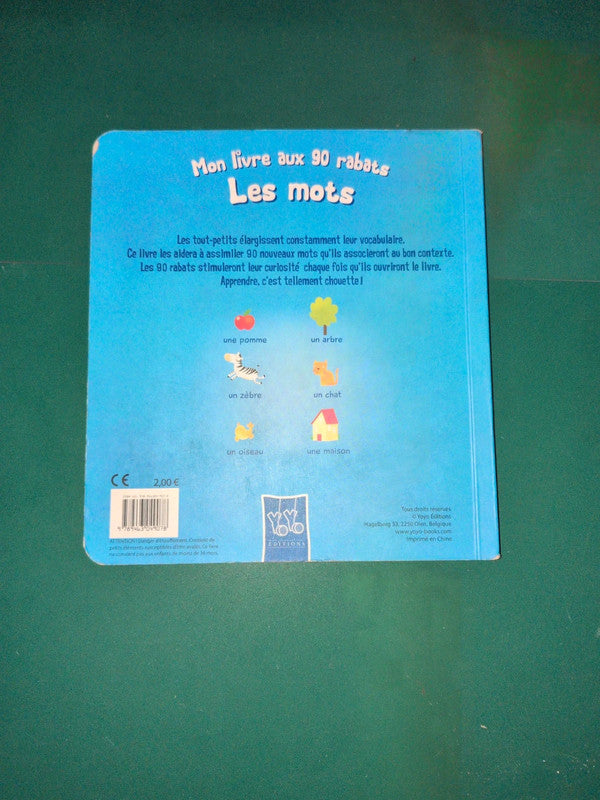 Mon livre aux 90 rabats
Les mots
Les tout-petits élargissent constamment leur vocabulaire.
Ce livre les aidera à assimiler 90 nouveaux mots qu'ils associeront au bon contexte.
Les 90 rabats stimuleront leur curiosité chaque fois qu'ils ouvriront le livre.
Apprendre, c'est tellement chouette !
une pomme
un arbre
un zèbre
un chat
un oiseau
une maison
CE
2,00 €
YoYo
ÉDITIONS
Tous droits réservés
© Yoyo Éditions
Hagelberg 33, 2250 Olen, Belgique
www.yoyo-books.com
Imprimé en Chine